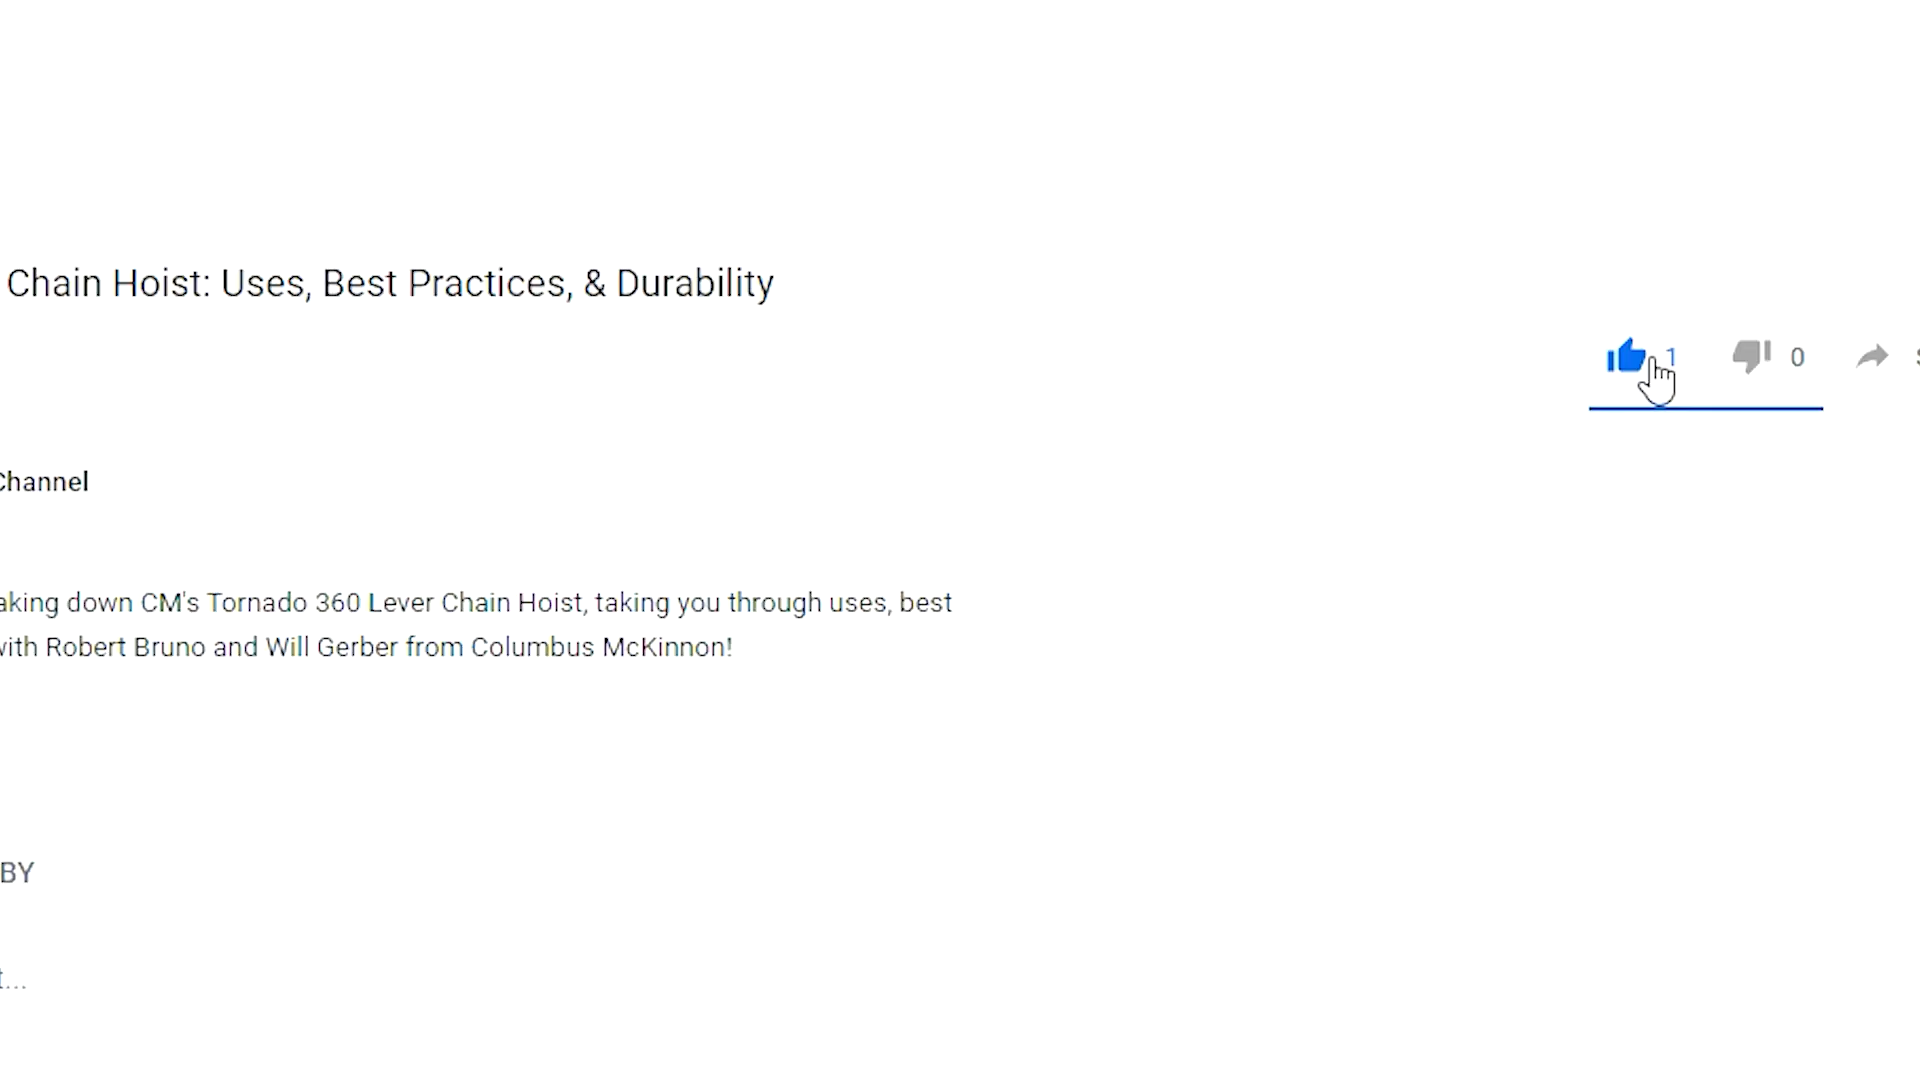 Chain Hoist: Uses, Best Practices, & Durability
1 0
Channel
aking down CM's Tornado 360 Lever Chain Hoist, taking you through uses, best
with Robert Bruno and Will Gerber from Columbus McKinnon!
BY
t...